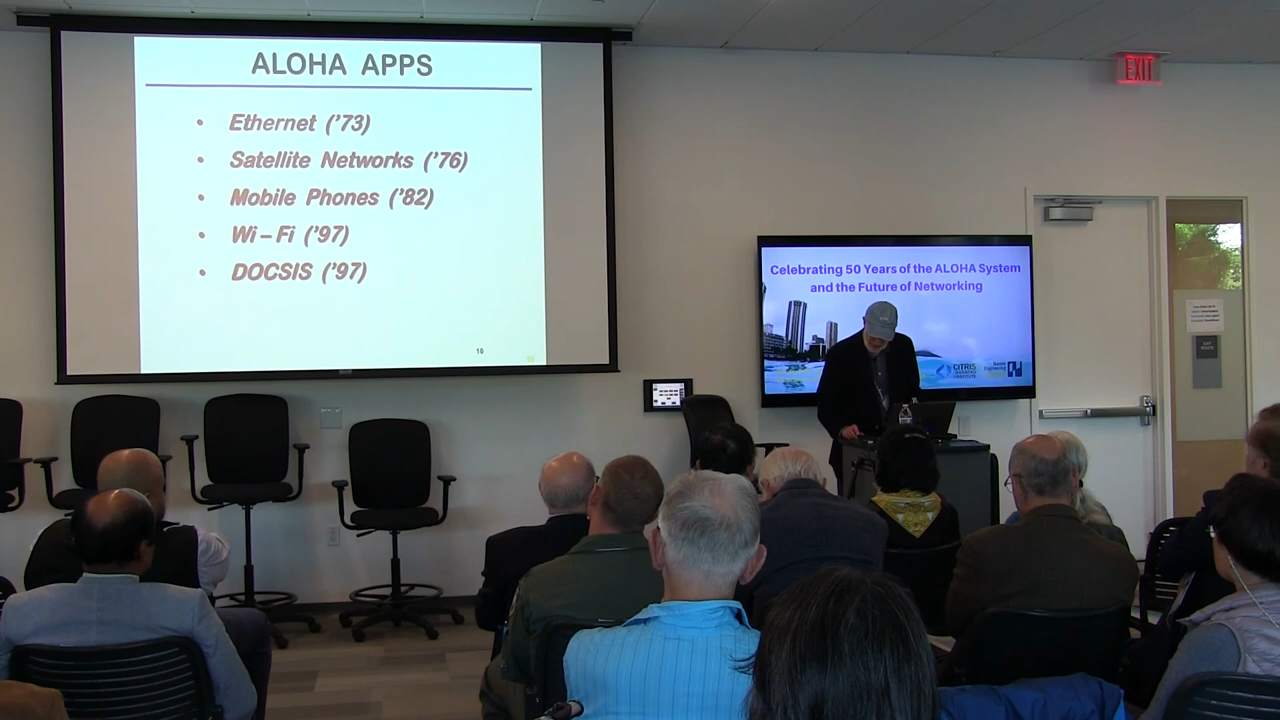 ALOHA APPS
• Ethernet ('73)
• Satellite Networks ('76)
• Mobile Phones ('82)
• Wi-Fi ('97)
• DOCSIS ('97)
10
EXIT
Celebrating 50 Years of the ALOHA System
and the Future of Networking
CITRIS